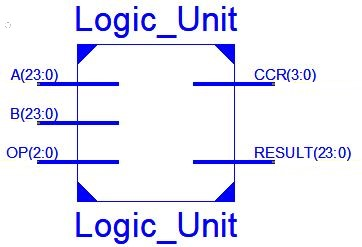 Logic_Unit
A(23:0)
CCR(3:0)
B(23:0)
OP(2:0)
RESULT(23:0)
Logic_Unit